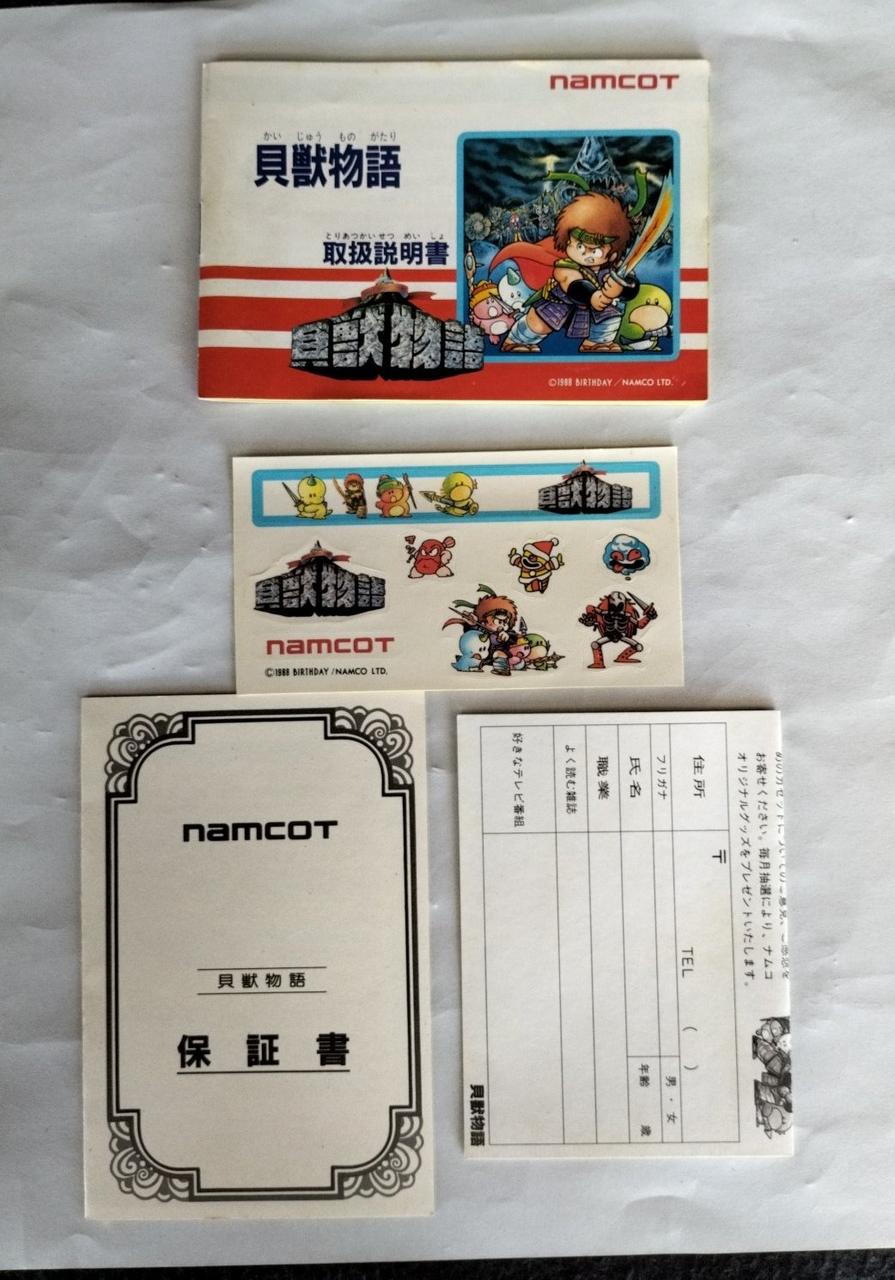 namcoT
かい じゅう もの がたり
貝獣物語
とりあつかいせつ めい しょ
取扱説明書
貝獣物語
©1988 BIRTHDAY/NAMCO LTD.
貝獣物語
貝獣物語
namcoT
©1988 BIRTHDAY/NAMCO LTD.
namcoT
貝獣物語
保証書
お寄せください。毎月抽選により、ナムコ
オリジナルグッズをプレゼントいたします。
住所
〒
TEL ( )
フリガナ
氏名
男・女
年齢 歳
職業
よく読む雑誌
好きなテレビ番組
貝獣物語